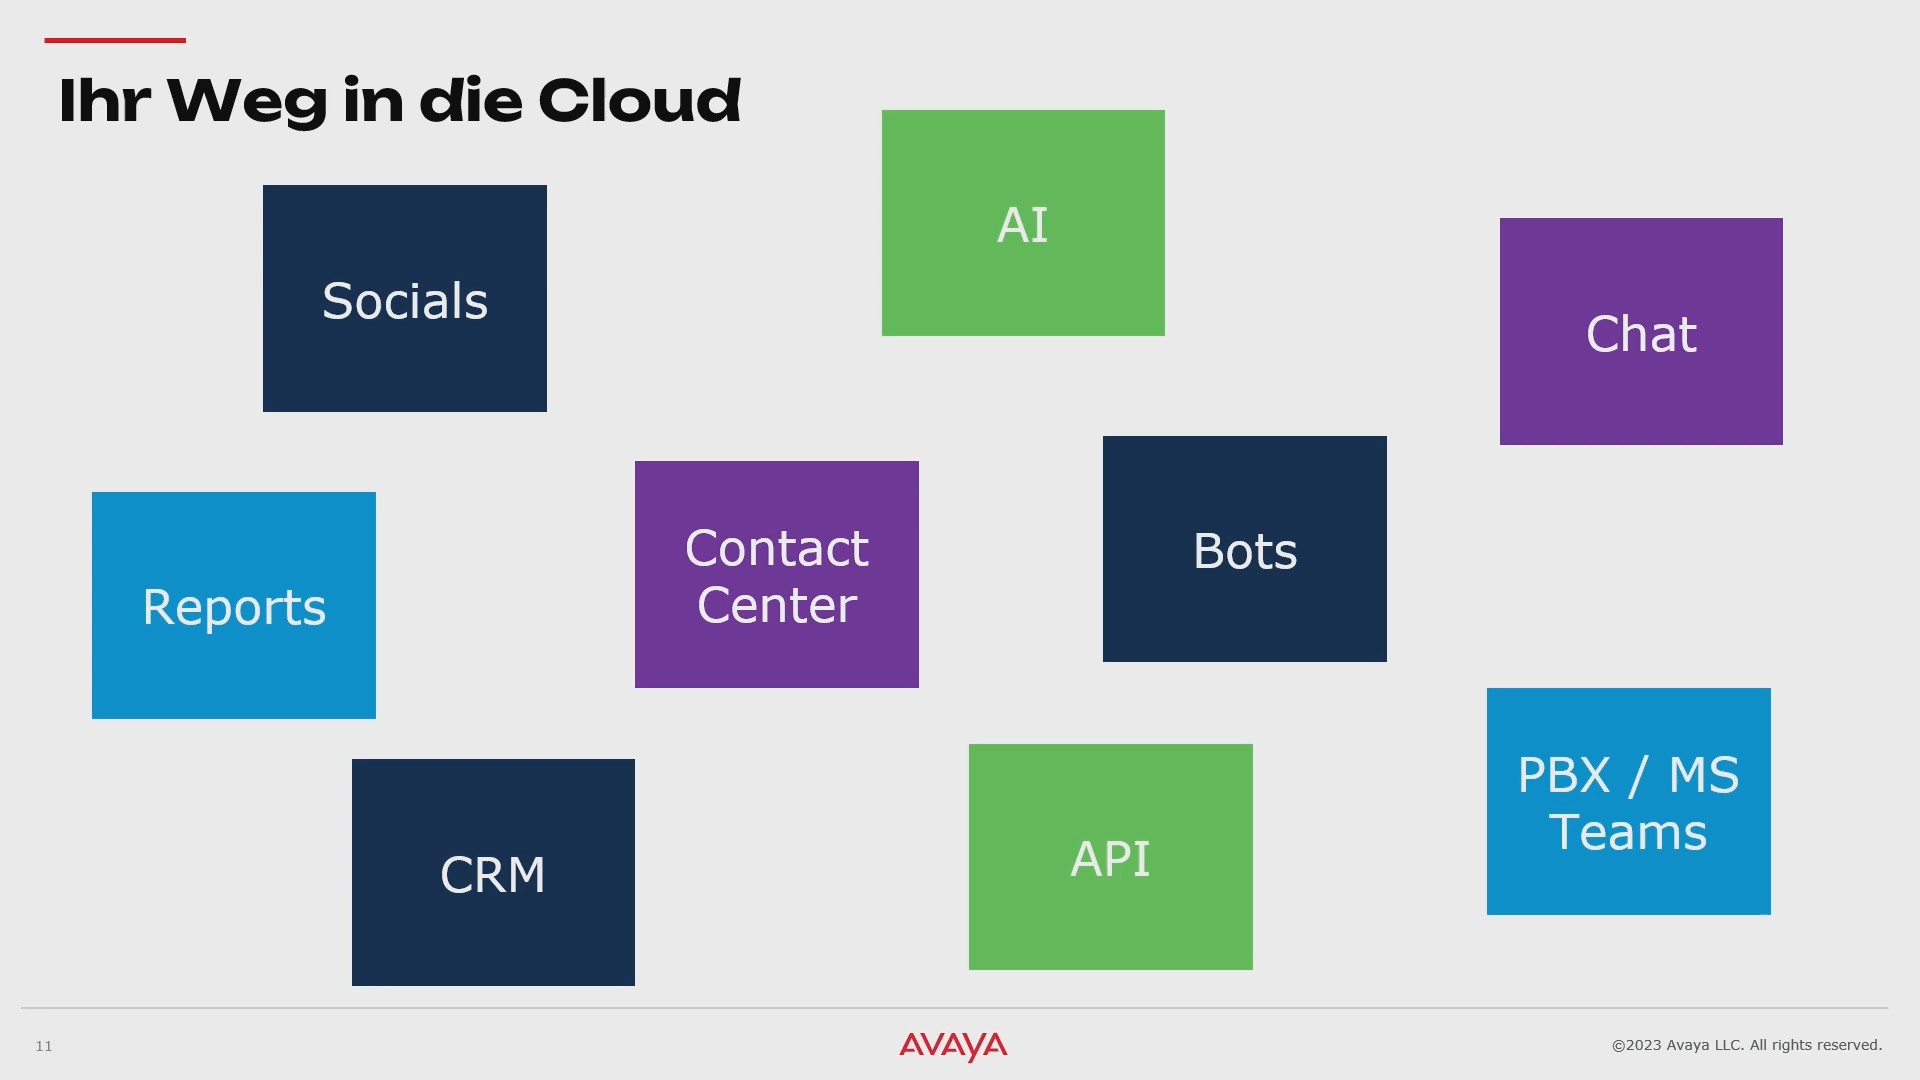 Ihr Weg in die Cloud
AI
Socials
Chat
Contact
Center
Bots
Reports
PBX / MS
Teams
CRM
API
11
AVAYA
©2023 Avaya LLC. All rights reserved.